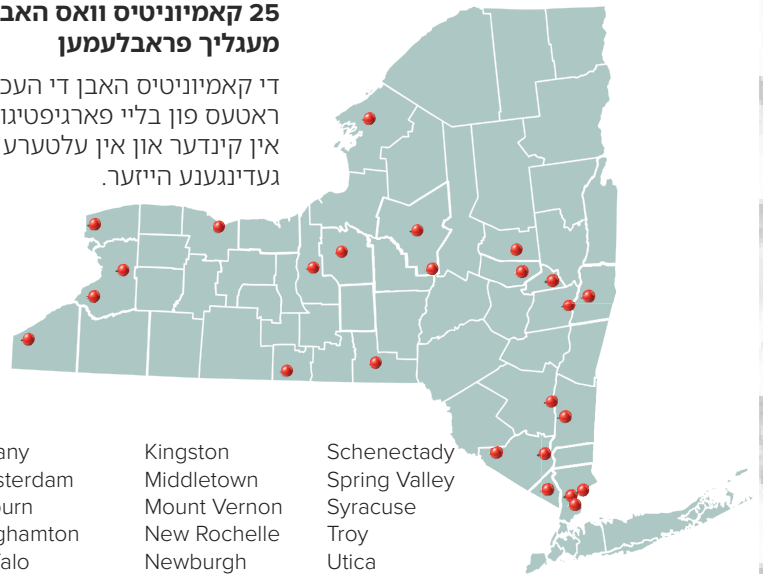 25 קאמיוניטיס וואס האב
מעגליך פראבלעמען
די קאמיוניטיס האבן די העכ
ראטעס פון בליי פארגיפטיגו
אין קינדער און אין עלטערע
געדינגענע הייזער.
any
sterdam
urn
ghamton
alo
Kingston
Middletown
Mount Vernon
New Rochelle
Newburgh
Schenectady
Spring Valley
Syracuse
Troy
Utica